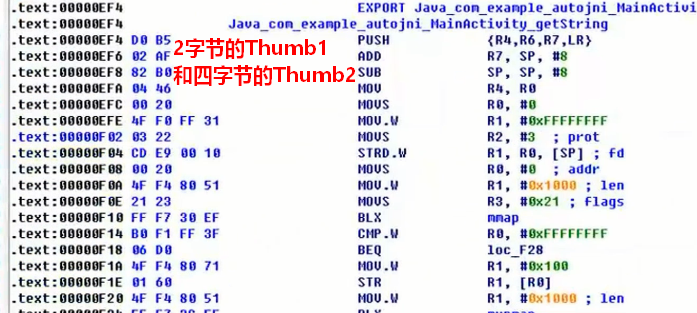 .text:00000EF4 EXPORT Java_com_example_autojni_MainActivi
.text:00000EF4 Java_com_example_autojni_MainActivity_getString
.text:00000EF4 D0 B5 PUSH {R4,R6,R7,LR}
.text:00000EF6 02 AF 2字节的Thumb1 ADD R7, SP, #8
.text:00000EF8 82 B0 和四字节的Thumb2 SUB SP, SP, #8
.text:00000EFA 04 46 MOV R4, R0
.text:00000EFC 00 20 MOVS R0, #0
.text:00000EFE 4F F0 FF 31 MOV.W R1, #0xFFFFFFFF
.text:00000F02 03 22 MOVS R2, #3 ; prot
.text:00000F04 CD E9 00 10 STRD.W R1, R0, [SP] ; fd
.text:00000F08 00 20 MOVS R0, #0 ; addr
.text:00000F0A 4F F4 80 51 MOV.W R1, #0x1000 ; len
.text:00000F0E 21 23 MOVS R3, #0x21 ; flags
.text:00000F10 FF F7 30 EF BLX mmap
.text:00000F14 B0 F1 FF 3F CMP.W R0, #0xFFFFFFFF
.text:00000F18 06 D0 BEQ loc_F28
.text:00000F1A 4F F4 80 71 MOV.W R1, #0x100
.text:00000F1E 01 60 STR R1, [R0]
.text:00000F20 4F F4 80 51 MOV.W R1, #0x1000 ; len